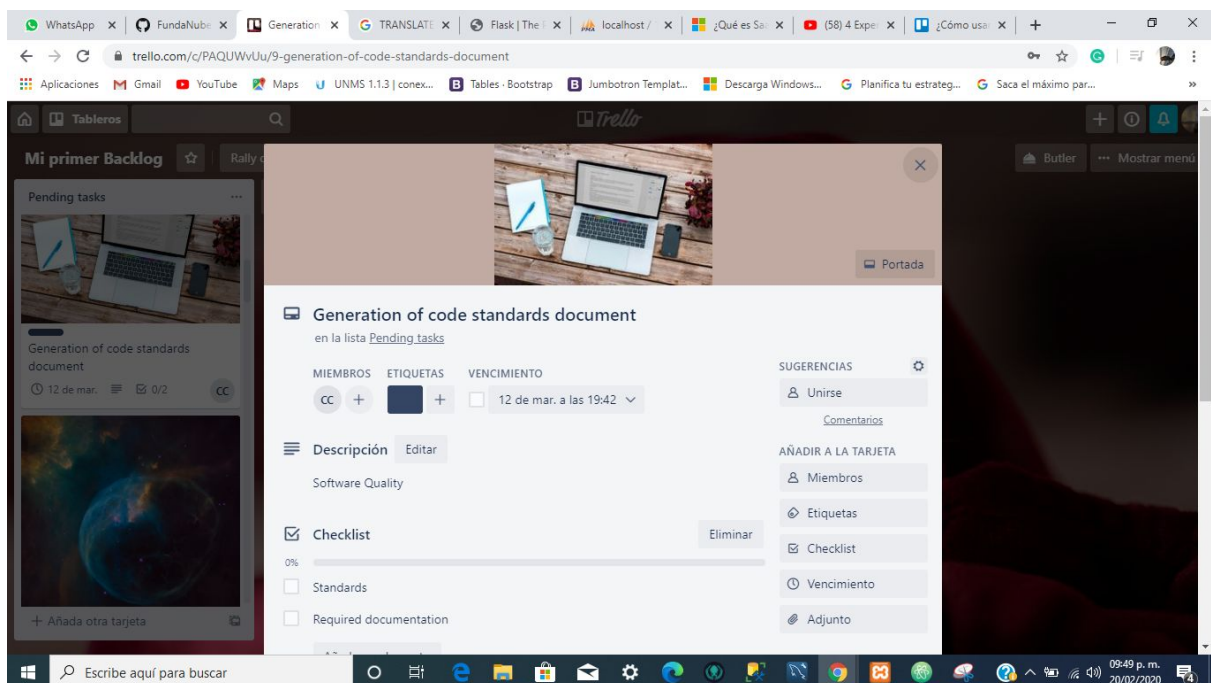 WhatsApp
FundaNube
Generation
TRANSLATE
Flask | The
localhost /
¿Qué es Sa
(58) 4 Exper
¿Cómo usa
trello.com/c/PAQUWvUu/9-generation-of-code-standards-document
Aplicaciones
Gmail
YouTube
Maps
UNMS 1.1.3 | conex...
Tables · Bootstrap
Jumbotron Templat...
Descarga Windows...
Planifica tu estrateg...
Saca el máximo par...
Tableros
Trello
Mi primer Backlog
Rally
Butler
Mostrar menú
Pending tasks
Generation of code standards
document
12 de mar.
0/2
CC
+ Añada otra tarjeta
Portada
Generation of code standards document
en la lista Pending tasks
MIEMBROS
ETIQUETAS
VENCIMIENTO
CC
12 de mar. a las 19:42
Descripción
Editar
Software Quality
Checklist
Eliminar
0%
Standards
Required documentation
SUGERENCIAS
Unirse
Comentarios
AÑADIR A LA TARJETA
Miembros
Etiquetas
Checklist
Vencimiento
Adjunto
Escribe aquí para buscar
09:49 p. m.
20/02/2020
4